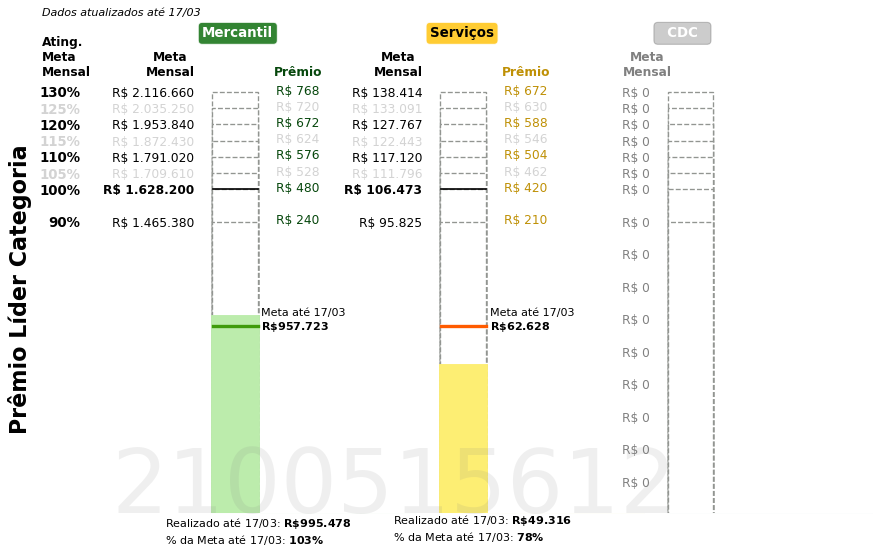 Dados atualizados até 17/03
Mercantil Serviços CDC
Ating. Meta Mensal
Meta Mensal Prêmio Meta Mensal Prêmio Meta Mensal
130% R$ 2.116.660 R$ 768 R$ 138.414 R$ 672 R$ 0
125% R$ 2.035.250 R$ 720 R$ 133.091 R$ 630 R$ 0
120% R$ 1.953.840 R$ 672 R$ 127.767 R$ 588 R$ 0
115% R$ 1.872.430 R$ 624 R$ 122.443 R$ 546 R$ 0
110% R$ 1.791.020 R$ 576 R$ 117.120 R$ 504 R$ 0
105% R$ 1.709.610 R$ 528 R$ 111.796 R$ 462 R$ 0
100% R$ 1.628.200 R$ 480 R$ 106.473 R$ 420 R$ 0
90% R$ 1.465.380 R$ 240 R$ 95.825 R$ 210 R$ 0
R$ 0
R$ 0
Meta até 17/03 Meta até 17/03
R$957.723 R$62.628 R$ 0
R$ 0
R$ 0
R$ 0
R$ 0
R$ 0
Prêmio Líder Categoria
2100515612
Realizado até 17/03: R$995.478 Realizado até 17/03: R$49.316
% da Meta até 17/03: 103% % da Meta até 17/03: 78%